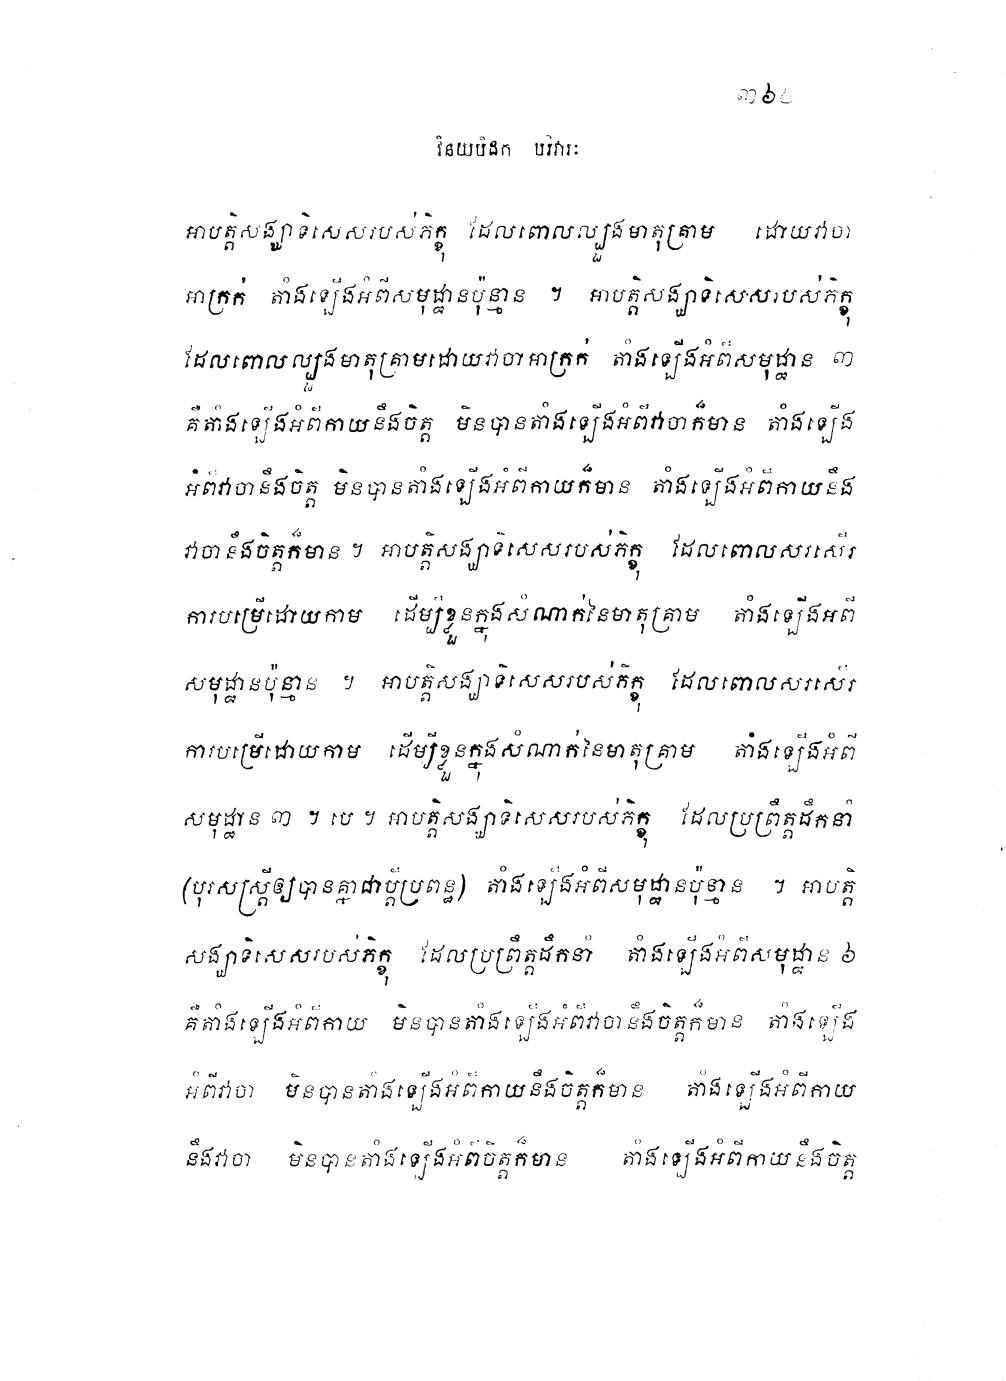 វិនយបិដក បរិវារៈ
អាបត្តិសង្ឃាទិសេសរបស់ភិក្ខុ ដែលពោលល្បួងមាតុគ្រាម ដោយវាចា
អាក្រក់ តាំងឡើងអំពីសមុដ្ឋានប៉ុន្មាន ។ អាបត្តិសង្ឃាទិសេសរបស់ភិក្ខុ
ដែលពោលល្បួងមាតុគ្រាមដោយវាចាអាក្រក់ តាំងឡើងអំពីសមុដ្ឋាន ៣
គឺតាំងឡើងអំពីកាយនឹងចិត្ត មិនបានតាំងឡើងអំពីវាចាក៏មាន តាំងឡើង
អំពីវាចានឹងចិត្ត មិនបានតាំងឡើងអំពីកាយក៏មាន តាំងឡើងអំពីកាយនឹង
វាចានឹងចិត្តក៏មាន ។ អាបត្តិសង្ឃាទិសេសរបស់ភិក្ខុ ដែលពោលសរសើរ
ការបម្រើដោយកាម ដើម្បីខ្លួនក្នុងសំណាក់នៃមាតុគ្រាម តាំងឡើងអពី
សមុដ្ឋានប៉ុន្មាន ។ អាបត្តិសង្ឃាទិសេសរបស់ភិក្ខុ ដែលពោលសរសើរ
ការបម្រើដោយកាម ដើម្បីខ្លួនក្នុងសំណាក់នៃមាតុគ្រាម តាំងឡើងអំពី
សមុដ្ឋាន ៣ ។ បេ ។ អាបត្តិសង្ឃាទិសេសរបស់ភិក្ខុ ដែលប្រព្រឹត្តដឹកនាំ
(បុរសស្ត្រីឲ្យបានគ្នាជាប្តីប្រពន្ធ) តាំងឡើងអំពីសមុដ្ឋានប៉ុន្មាន ។ អាបត្តិ
សង្ឃាទិសេសរបស់ភិក្ខុ ដែលប្រព្រឹត្តដឹកនាំ តាំងឡើងអំពីសមុដ្ឋាន ៦
គឺតាំងឡើងអំពីកាយ មិនបានតាំងឡើងអំពីវាចានឹងចិត្តក៏មាន តាំងឡើង
អំពីវាចា មិនបានតាំងឡើងអំពីកាយនឹងចិត្តក៏មាន តាំងឡើងអំពីកាយ
នឹងវាចា មិនបានតាំងឡើងអំពីចិត្តក៏មាន តាំងឡើងអំពីកាយនឹងចិត្ត